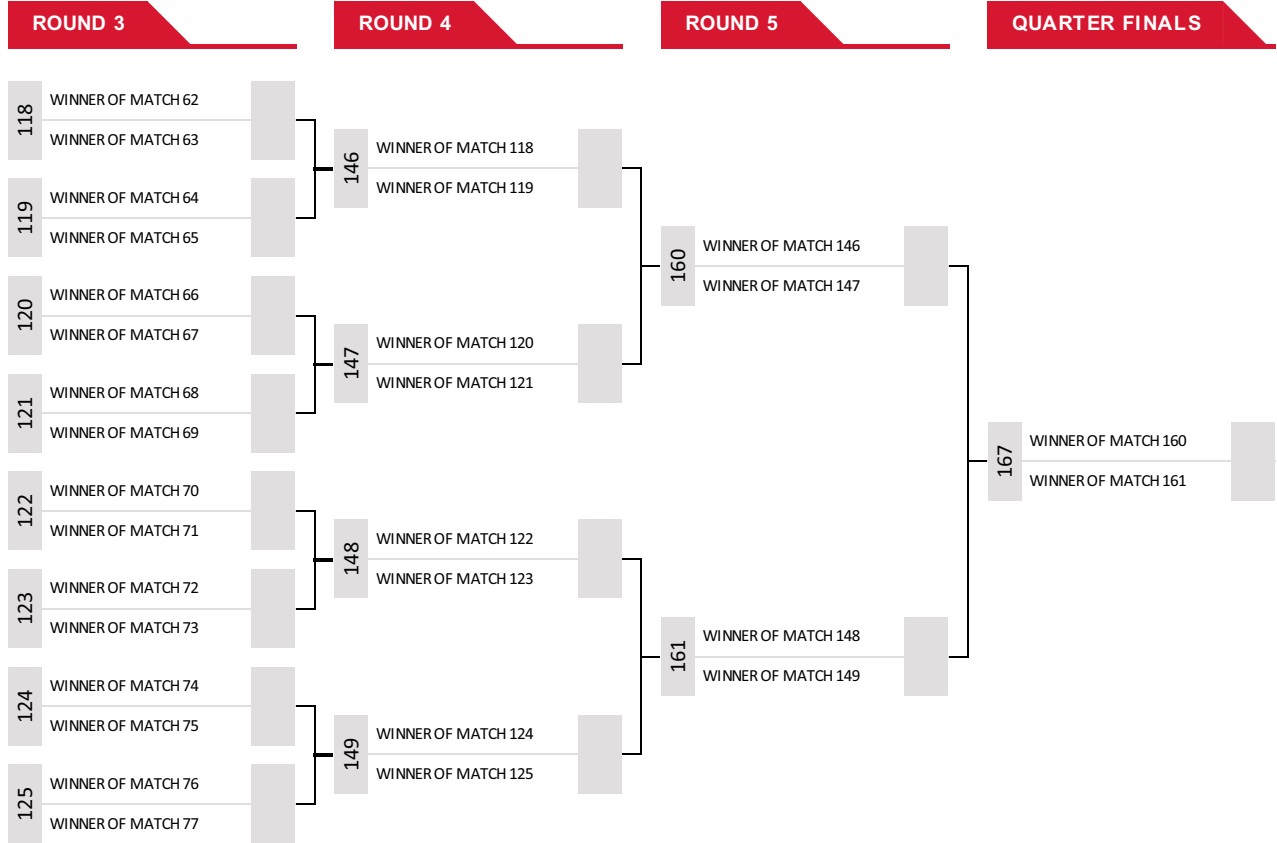 ROUND 3
ROUND 4
ROUND 5
QUARTER FINALS
118
WINNER OF MATCH 62
WINNER OF MATCH 63
119
WINNER OF MATCH 64
WINNER OF MATCH 65
120
WINNER OF MATCH 66
WINNER OF MATCH 67
121
WINNER OF MATCH 68
WINNER OF MATCH 69
122
WINNER OF MATCH 70
WINNER OF MATCH 71
123
WINNER OF MATCH 72
WINNER OF MATCH 73
124
WINNER OF MATCH 74
WINNER OF MATCH 75
125
WINNER OF MATCH 76
WINNER OF MATCH 77
146
WINNER OF MATCH 118
WINNER OF MATCH 119
147
WINNER OF MATCH 120
WINNER OF MATCH 121
148
WINNER OF MATCH 122
WINNER OF MATCH 123
149
WINNER OF MATCH 124
WINNER OF MATCH 125
160
WINNER OF MATCH 146
WINNER OF MATCH 147
161
WINNER OF MATCH 148
WINNER OF MATCH 149
167
WINNER OF MATCH 160
WINNER OF MATCH 161